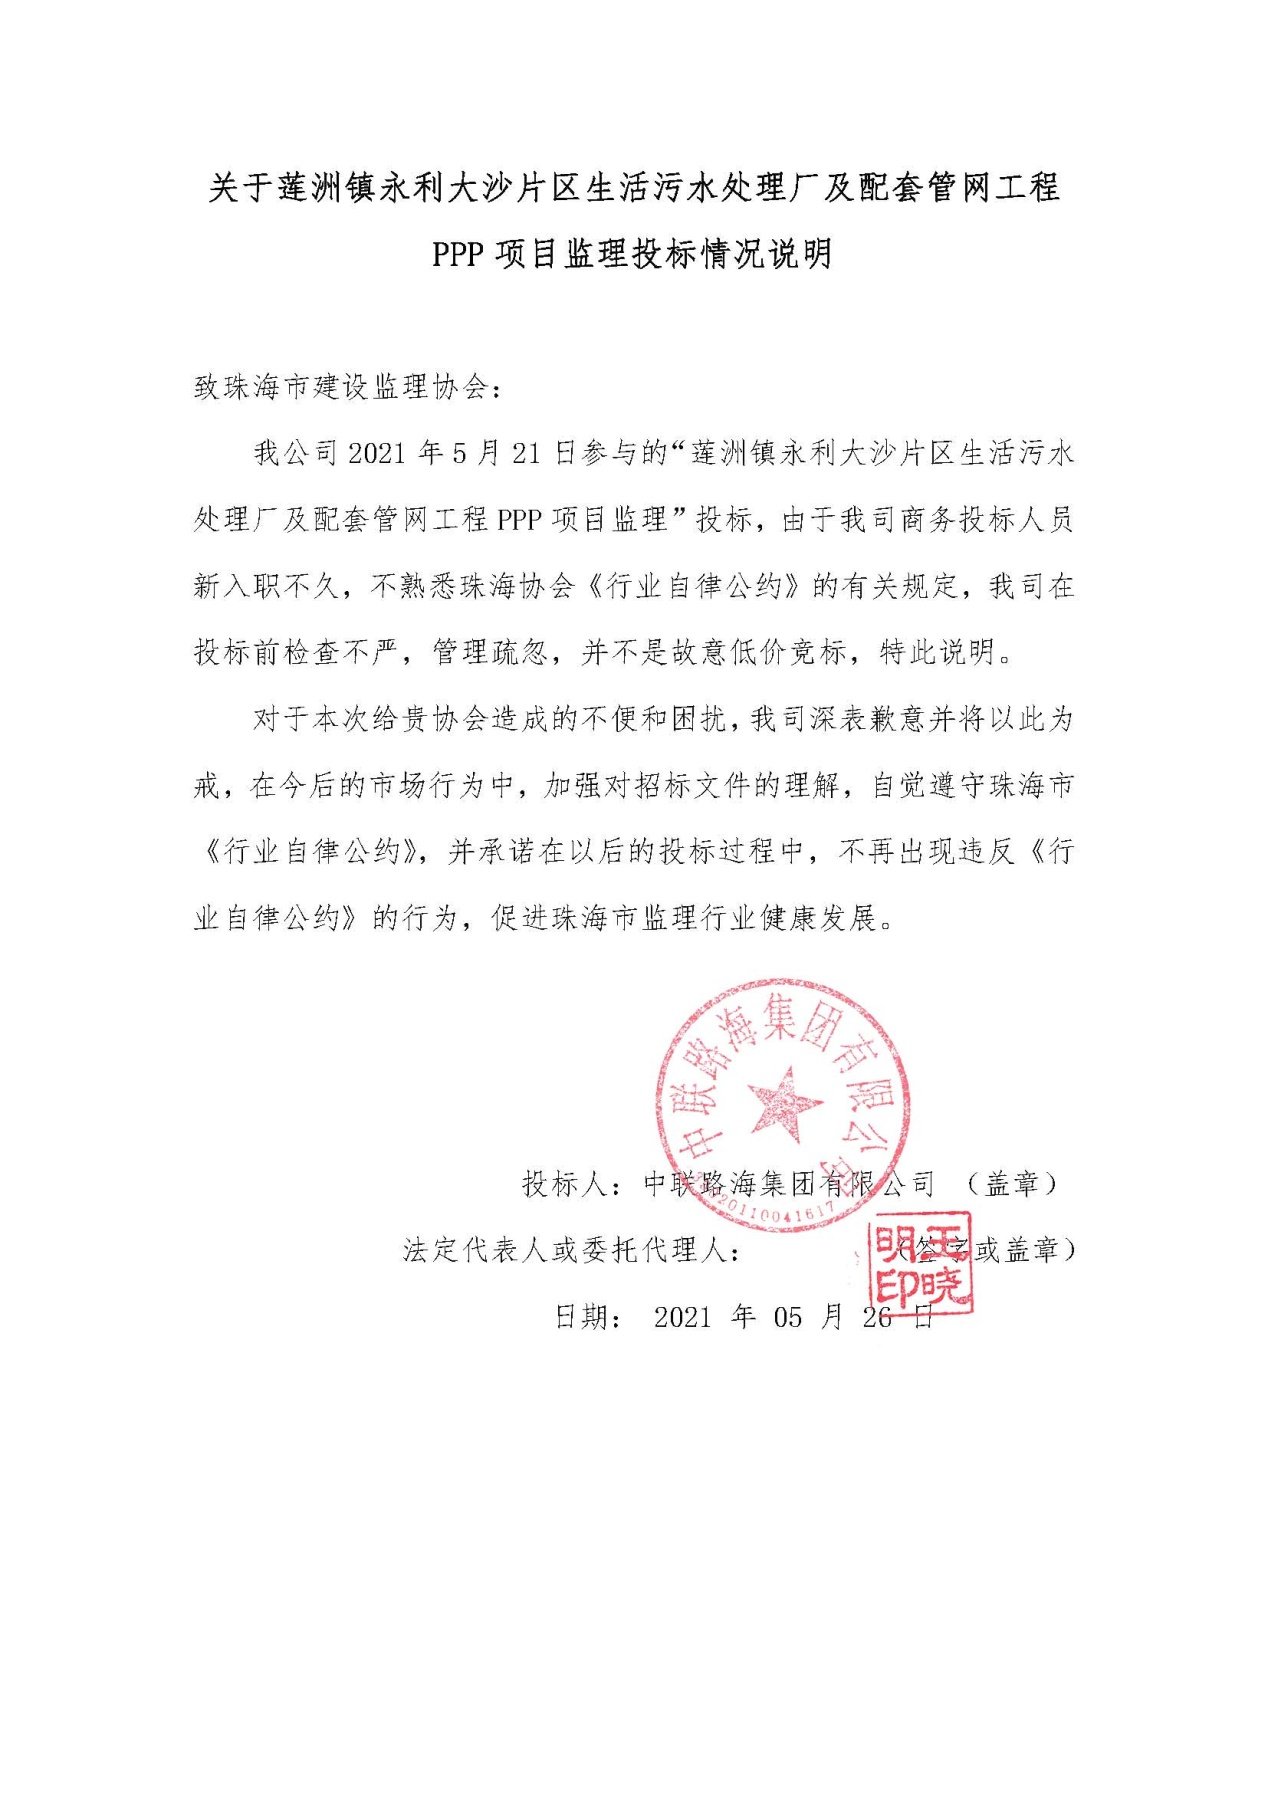 关于莲洲镇永利大沙片区生活污水处理厂及配套管网工程
PPP 项目监理投标情况说明
致珠海市建设监理协会：
我公司 2021 年 5 月 21 日参与的“莲洲镇永利大沙片区生活污水
处理厂及配套管网工程 PPP 项目监理”投标，由于我司商务投标人员
新入职不久，不熟悉珠海协会《行业自律公约》的有关规定，我司在
投标前检查不严，管理疏忽，并不是故意低价竞标，特此说明。
对于本次给贵协会造成的不便和困扰，我司深表歉意并将以此为
戒，在今后的市场行为中，加强对招标文件的理解，自觉遵守珠海市
《行业自律公约》，并承诺在以后的投标过程中，不再出现违反《行
业自律公约》的行为，促进珠海市监理行业健康发展。
中联路海集团有限公司
投标人：中联路海集团有限公司 （盖章）
法定代表人或委托代理人： （签字或盖章）
王晓明印
日期： 2021 年 05 月 26 日